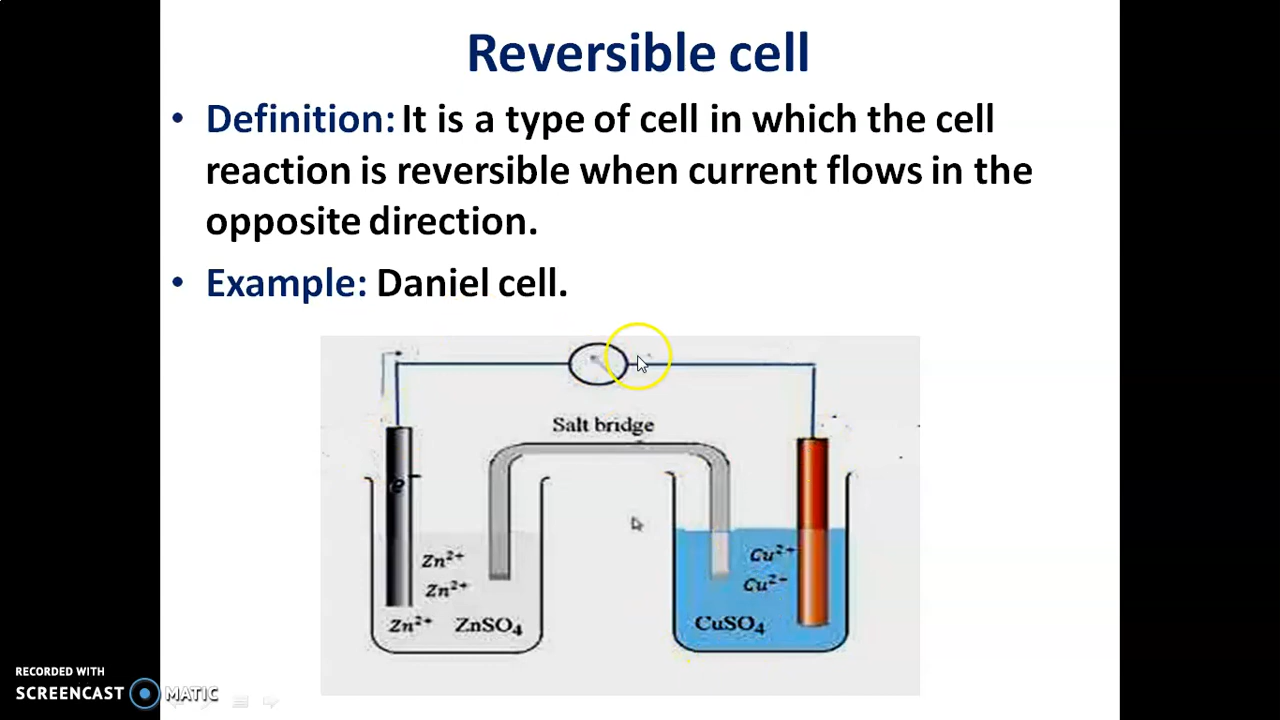 Reversible cell
• Definition: It is a type of cell in which the cell
reaction is reversible when current flows in the
opposite direction.
• Example: Daniel cell.
Salt bridge
e⁻
Zn²⁺
Zn²⁺
Zn²⁺ ZnSO₄
Cu²⁺
Cu²⁺
CuSO₄
RECORDED WITH
SCREENCAST MATIC